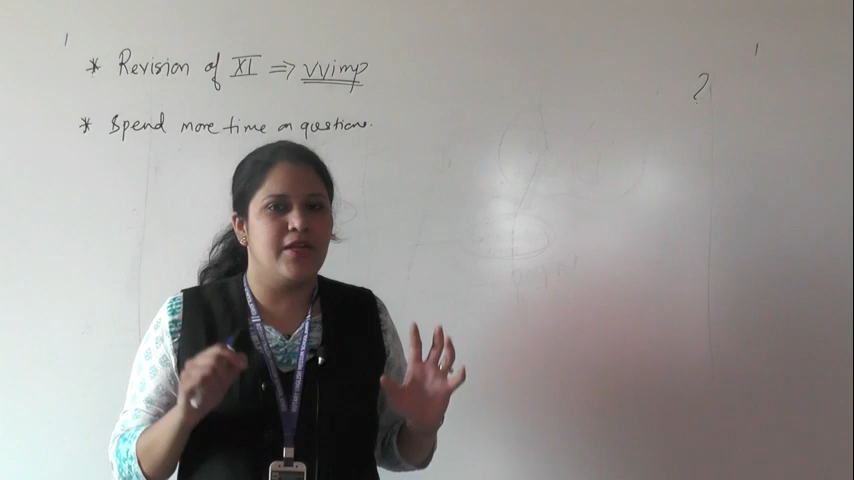 * Revision of XI ⇒ vvimp
* Spend more time on questions.
?